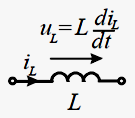 u_L = L di_L/dt
i_L
L